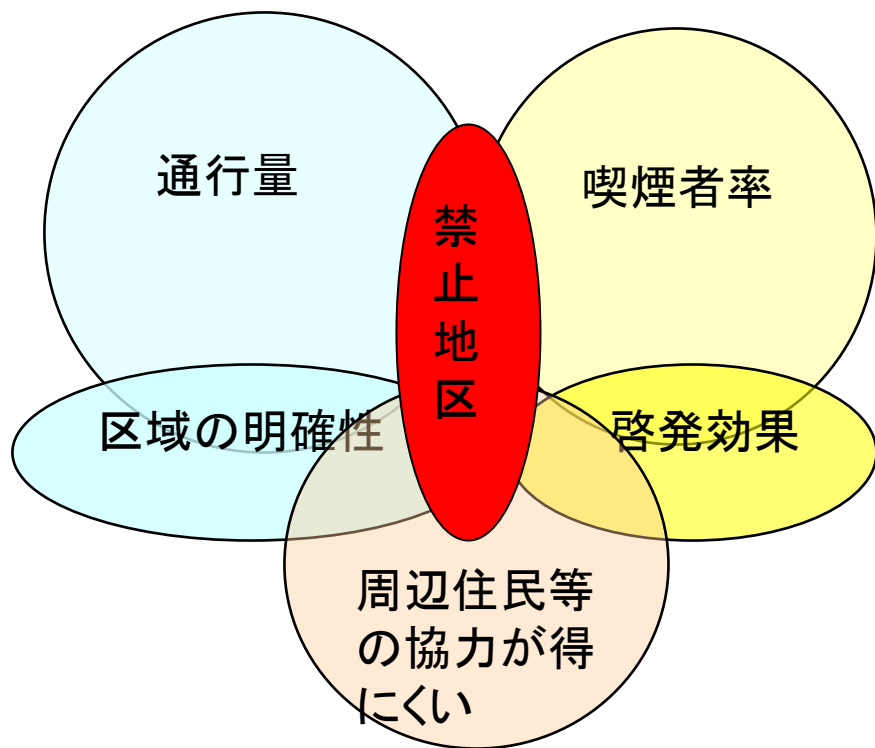 通行量
喫煙者率
禁止地区
区域の明確性
啓発効果
周辺住民等
の協力が得
にくい